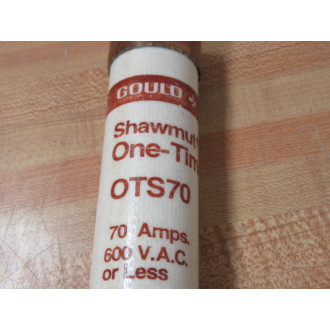 GOULD
Shawmut
One-Tim
OTS70
70 Amps.
600 V.A.C.
or Less